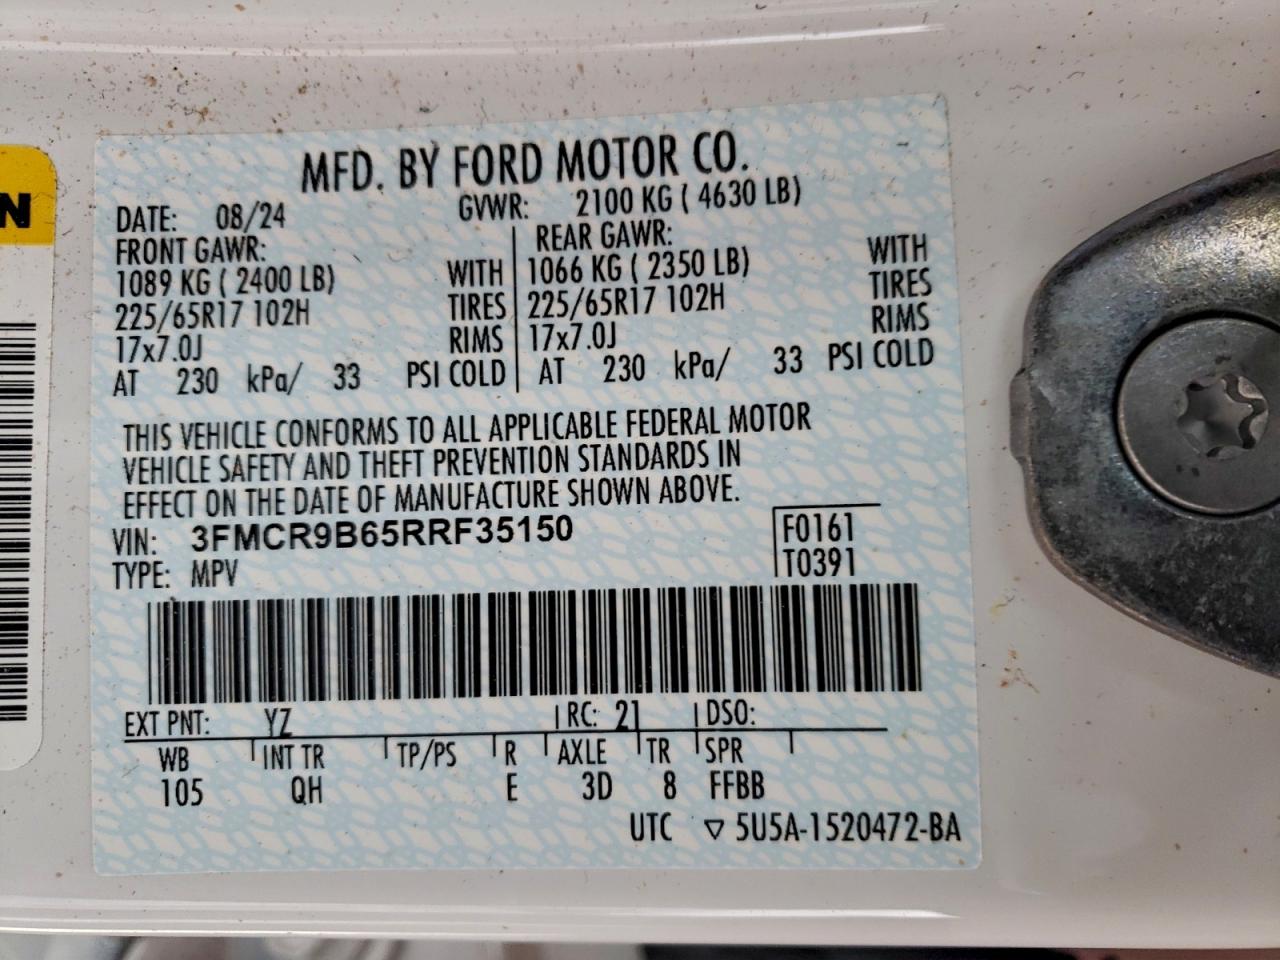 MFD. BY FORD MOTOR CO.
DATE: 08/24 GVWR: 2100 KG ( 4630 LB)
FRONT GAWR: REAR GAWR:
1089 KG ( 2400 LB) WITH 1066 KG ( 2350 LB) WITH
225/65R17 102H TIRES 225/65R17 102H TIRES
17x7.0J RIMS 17x7.0J RIMS
AT 230 kPa/ 33 PSI COLD AT 230 kPa/ 33 PSI COLD
THIS VEHICLE CONFORMS TO ALL APPLICABLE FEDERAL MOTOR
VEHICLE SAFETY AND THEFT PREVENTION STANDARDS IN
EFFECT ON THE DATE OF MANUFACTURE SHOWN ABOVE.
VIN: 3FMCR9B65RRF35150 F0161
TYPE: MPV T0391
EXT PNT: YZ RC: 21 DSO:
WB INT TR TP/PS R AXLE TR SPR
105 QH E 3D 8 FFBB
UTC ▽ 5U5A-1520472-BA
N